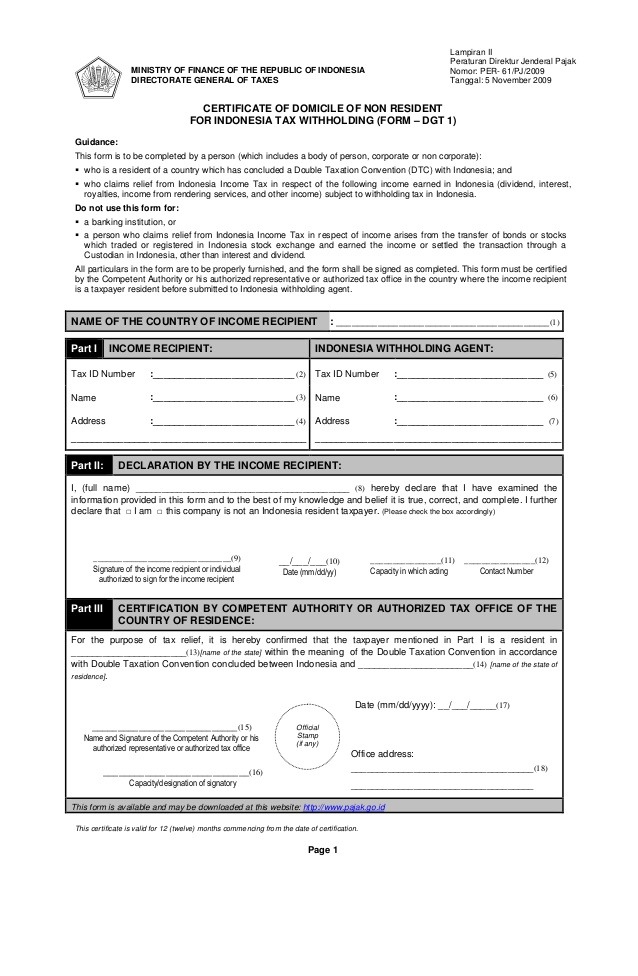 Lampiran II
Peraturan Direktur Jenderal Pajak
Nomor: PER- 61/PJ/2009
Tanggal: 5 November 2009
MINISTRY OF FINANCE OF THE REPUBLIC OF INDONESIA
DIRECTORATE GENERAL OF TAXES
CERTIFICATE OF DOMICILE OF NON RESIDENT
FOR INDONESIA TAX WITHHOLDING (FORM – DGT 1)
Guidance:
This form is to be completed by a person (which includes a body of person, corporate or non corporate):
▪ who is a resident of a country which has concluded a Double Taxation Convention (DTC) with Indonesia; and
▪ who claims relief from Indonesia Income Tax in respect of the following income earned in Indonesia (dividend, interest,
royalties, income from rendering services, and other income) subject to withholding tax in Indonesia.
Do not use this form for:
▪ a banking institution, or
▪ a person who claims relief from Indonesia Income Tax in respect of income arises from the transfer of bonds or stocks
which traded or registered in Indonesia stock exchange and earned the income or settled the transaction through a
Custodian in Indonesia, other than interest and dividend.
All particulars in the form are to be properly furnished, and the form shall be signed as completed. This form must be certified
by the Competent Authority or his authorized representative or authorized tax office in the country where the income recipient
is a taxpayer resident before submitted to Indonesia withholding agent.
NAME OF THE COUNTRY OF INCOME RECIPIENT : ____________________(1)
Part I INCOME RECIPIENT: INDONESIA WITHHOLDING AGENT:
Tax ID Number :____________________(2) Tax ID Number :____________________ (5)
Name :____________________(3) Name :____________________ (6)
Address :____________________(4) Address :____________________ (7)
Part II: DECLARATION BY THE INCOME RECIPIENT:
I, (full name) ____________________ (8) hereby declare that I have examined the
information provided in this form and to the best of my knowledge and belief it is true, correct, and complete. I further
declare that □ I am □ this company is not an Indonesia resident taxpayer. (Please check the box accordingly)
____________________(9) __/___/___(10) ____________(11) ____________(12)
Signature of the income recipient or individual Date (mm/dd/yy) Capacity in which acting Contact Number
authorized to sign for the income recipient
Part III CERTIFICATION BY COMPETENT AUTHORITY OR AUTHORIZED TAX OFFICE OF THE
COUNTRY OF RESIDENCE:
For the purpose of tax relief, it is hereby confirmed that the taxpayer mentioned in Part I is a resident in
____________________(13)[name of the state] within the meaning of the Double Taxation Convention in accordance
with Double Taxation Convention concluded between Indonesia and ____________________(14) [name of the state of
residence].
Date (mm/dd/yyyy): __/___/_____(17)
____________________(15)
Name and Signature of the Competent Authority or his
authorized representative or authorized tax office
Official
Stamp
(if any)
Office address:
____________________(18)
____________________(16)
Capacity/designation of signatory
This form is available and may be downloaded at this website: http://www.pajak.go.id
This certificate is valid for 12 (twelve) months commencing from the date of certification.
Page 1